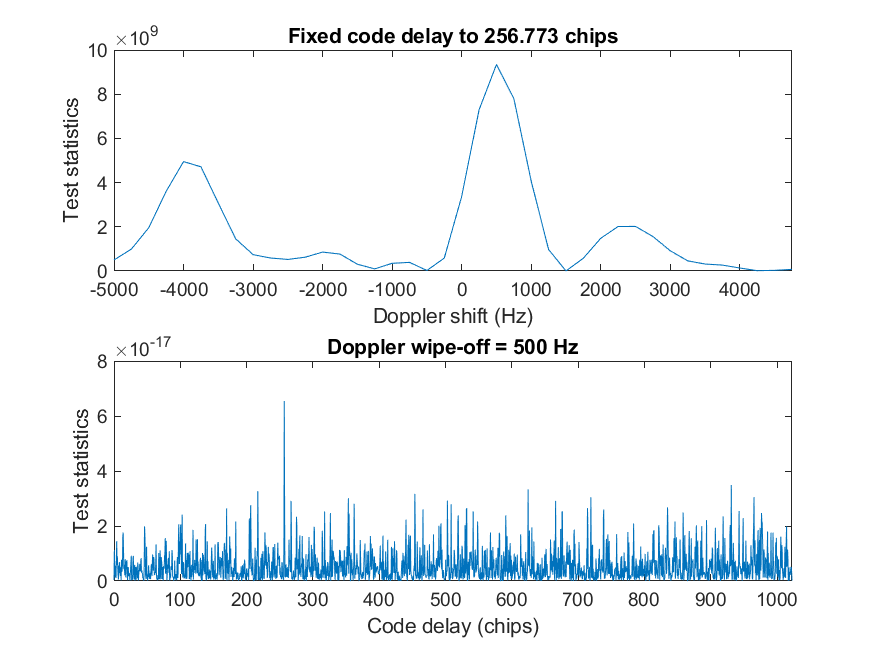 ×10^9
Fixed code delay to 256.773 chips
10
8
6
4
2
0
Test statistics
-5000 -4000 -3000 -2000 -1000 0 1000 2000 3000 4000
Doppler shift (Hz)
×10^-17
Doppler wipe-off = 500 Hz
8
6
4
2
0
Test statistics
0 100 200 300 400 500 600 700 800 900 1000
Code delay (chips)